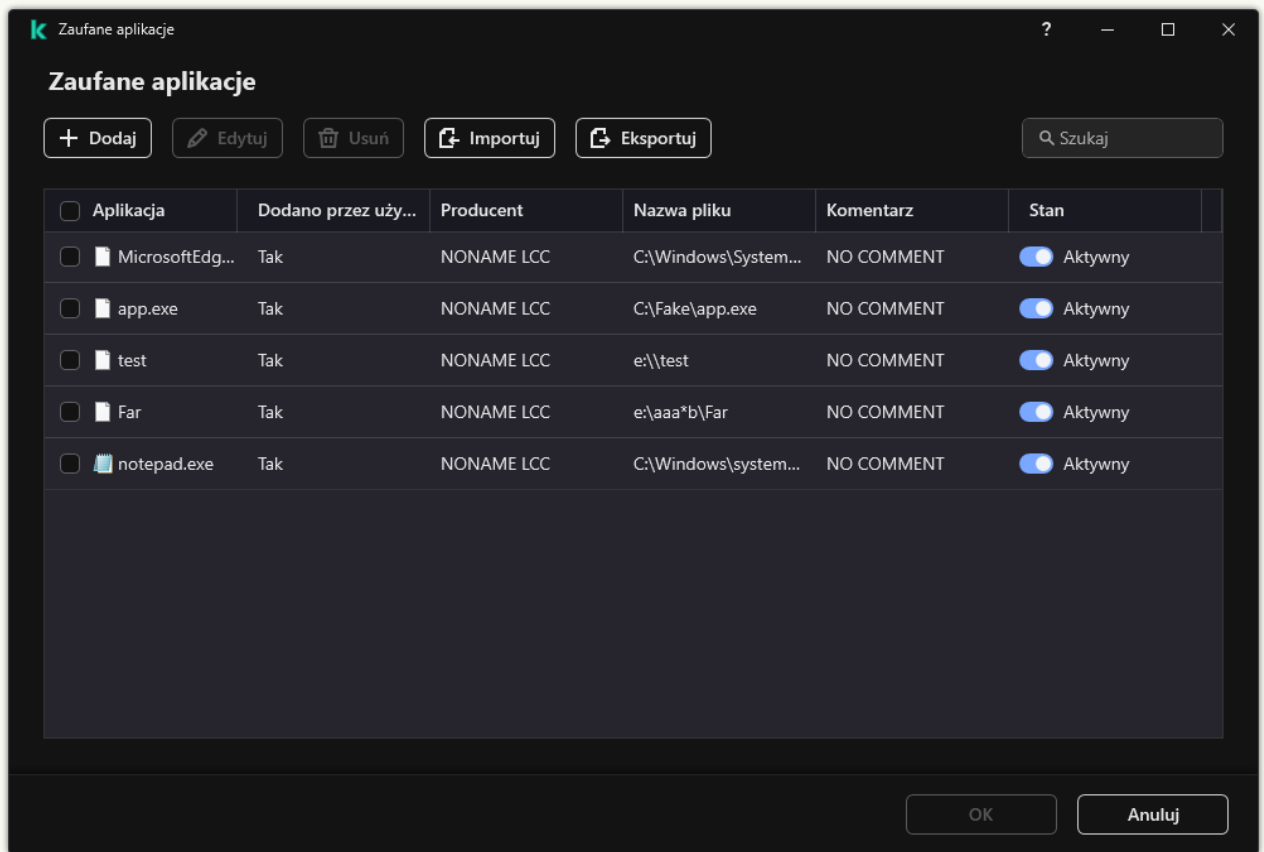 Zaufane aplikacje ?
Zaufane aplikacje
Dodaj Edytuj Usuń Importuj Eksportuj Szukaj
Aplikacja Dodano przez uży... Producent Nazwa pliku Komentarz Stan
MicrosoftEdg... Tak NONAME LCC C:\Windows\System... NO COMMENT Aktywny
app.exe Tak NONAME LCC C:\Fake\app.exe NO COMMENT Aktywny
test Tak NONAME LCC e:\\test NO COMMENT Aktywny
Far Tak NONAME LCC e:\aaa*b\Far NO COMMENT Aktywny
notepad.exe Tak NONAME LCC C:\Windows\system... NO COMMENT Aktywny
OK Anuluj